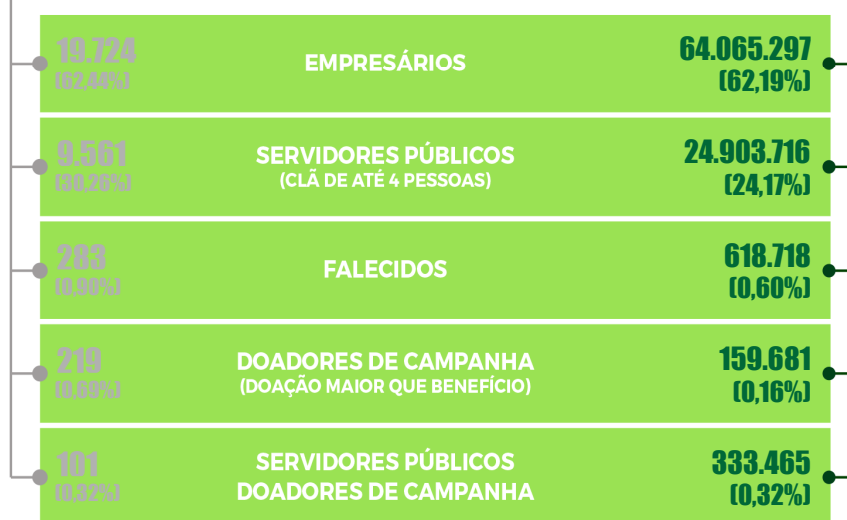 19.724
(62,44%)
EMPRESÁRIOS
64.065.297
(62,19%)
9.561
(30,26%)
SERVIDORES PÚBLICOS
(CLÃ DE ATÉ 4 PESSOAS)
24.903.716
(24,17%)
283
(0,90%)
FALECIDOS
618.718
(0,60%)
219
(0,69%)
DOADORES DE CAMPANHA
(DOAÇÃO MAIOR QUE BENEFÍCIO)
159.681
(0,16%)
101
(0,32%)
SERVIDORES PÚBLICOS
DOADORES DE CAMPANHA
333.465
(0,32%)